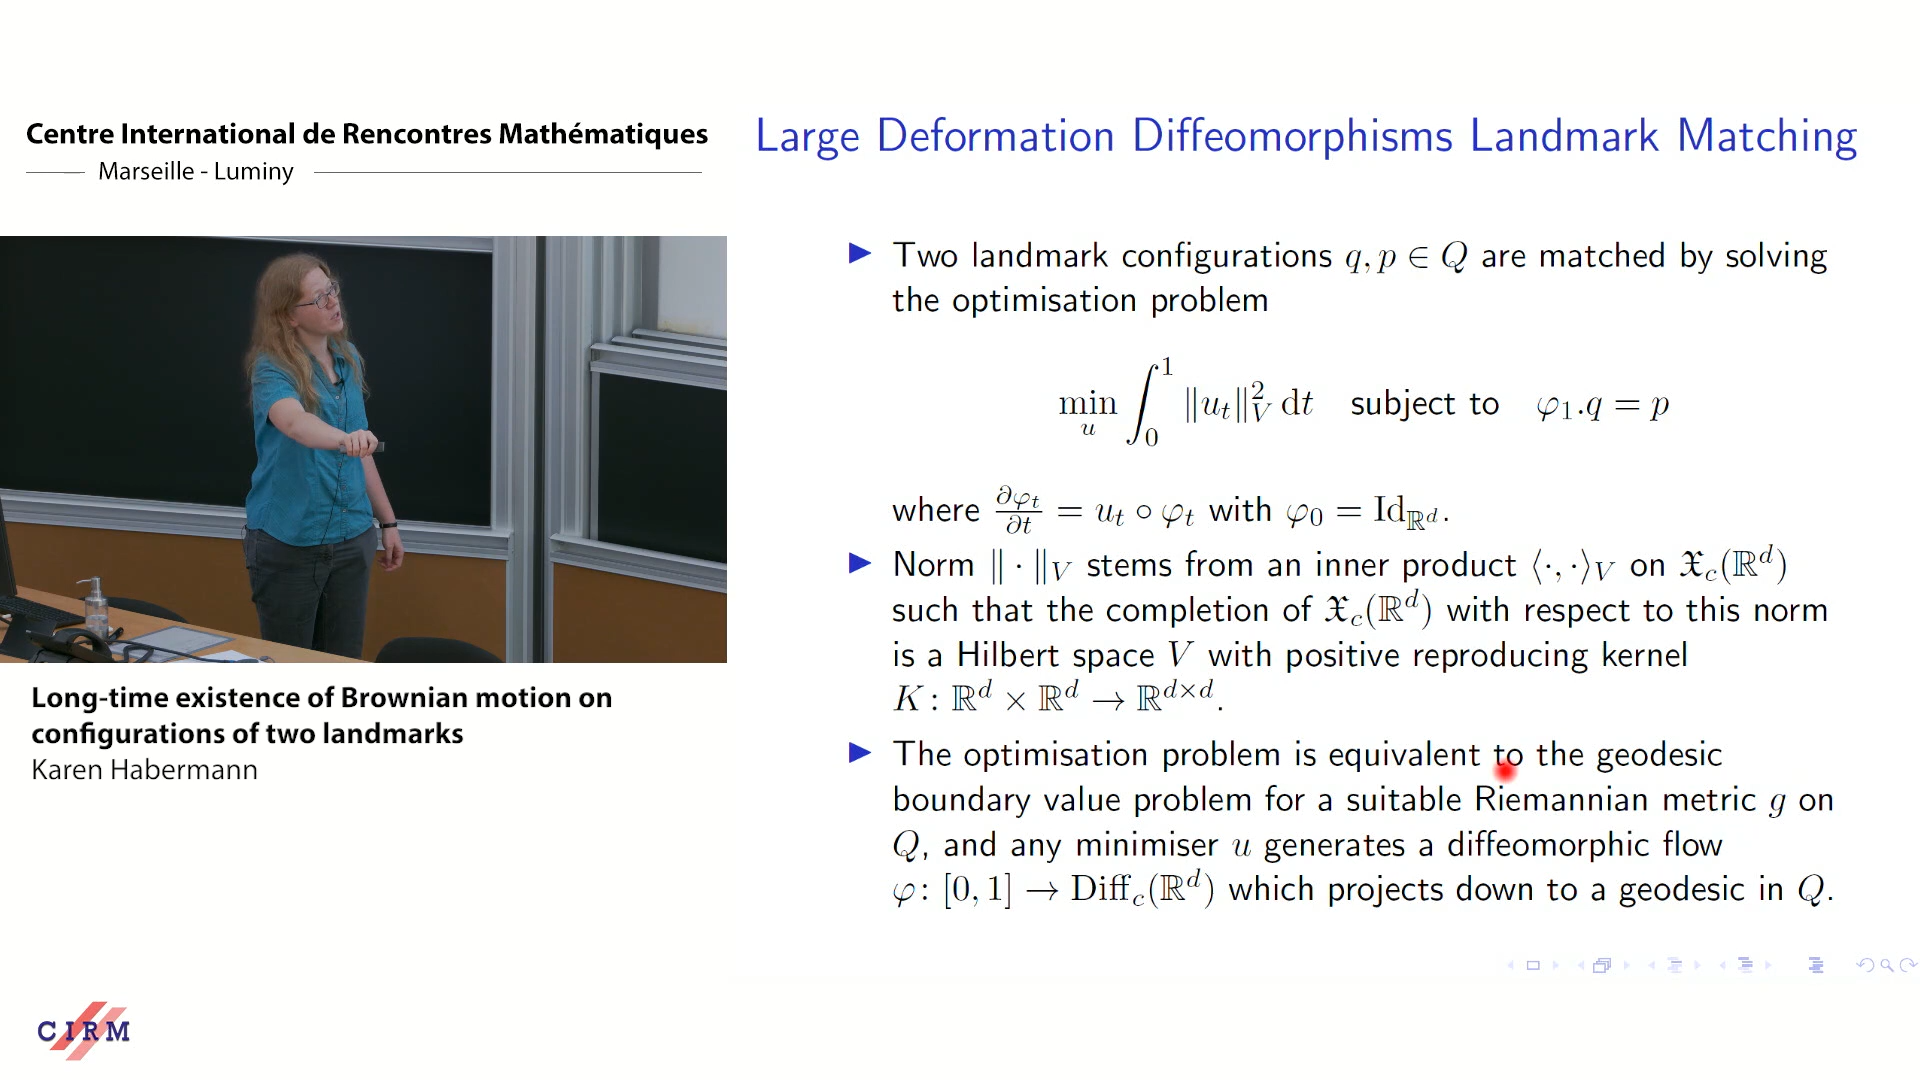 Centre International de Rencontres Mathématiques
Marseille - Luminy
Large Deformation Diffeomorphisms Landmark Matching
Two landmark configurations q, p ∈ Q are matched by solving
the optimisation problem
min_u ∫_0^1 ‖u_t‖_V^2 dt subject to φ_1.q = p
where ∂φ_t/∂t = u_t ∘ φ_t with φ_0 = Id_{ℝ^d}.
Norm ‖ · ‖_V stems from an inner product ⟨·, ·⟩_V on 𝔛_c(ℝ^d)
such that the completion of 𝔛_c(ℝ^d) with respect to this norm
is a Hilbert space V with positive reproducing kernel
K: ℝ^d × ℝ^d → ℝ^{d×d}.
The optimisation problem is equivalent to the geodesic
boundary value problem for a suitable Riemannian metric g on
Q, and any minimiser u generates a diffeomorphic flow
φ: [0, 1] → Diff_c(ℝ^d) which projects down to a geodesic in Q.
Long-time existence of Brownian motion on
configurations of two landmarks
Karen Habermann
CIRM